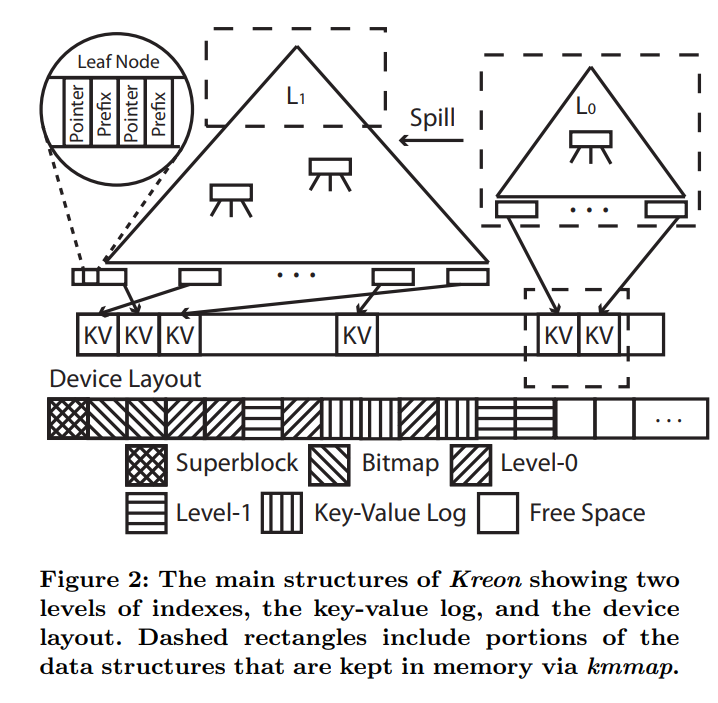 Leaf Node
Pointer
Prefix
Pointer
Prefix
L1
Spill
L0
. . .
. . .
KV
KV
KV
KV
KV
KV
Device Layout
. . .
Superblock
Bitmap
Level-0
Level-1
Key-Value Log
Free Space
Figure 2: The main structures of Kreon showing two
levels of indexes, the key-value log, and the device
layout. Dashed rectangles include portions of the
data structures that are kept in memory via kmmap.